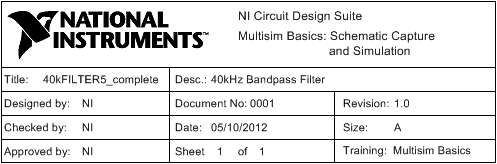 NATIONAL
INSTRUMENTS™
NI Circuit Design Suite
Multisim Basics: Schematic Capture
and Simulation
Title: 40kFILTER5_complete Desc.: 40kHz Bandpass Filter
Designed by: NI Document No: 0001 Revision: 1.0
Checked by: NI Date: 05/10/2012 Size: A
Approved by: NI Sheet 1 of 1 Training: Multisim Basics